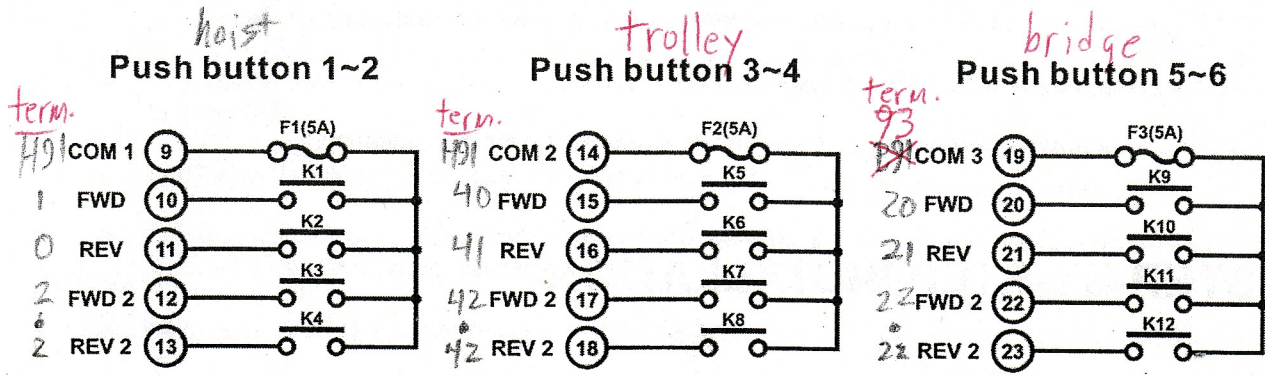 hoist
Push button 1~2
term.
H91 COM 1 9 F1(5A)
1 FWD 10 K1
0 REV 11 K2
2 FWD 2 12 K3
2 REV 2 13 K4
trolley
Push button 3~4
term.
H91 COM 2 14 F2(5A)
40 FWD 15 K5
41 REV 16 K6
42 FWD 2 17 K7
42 REV 2 18 K8
bridge
Push button 5~6
term.
93
COM 3 19 F3(5A)
20 FWD 20 K9
21 REV 21 K10
22 FWD 2 22 K11
22 REV 2 23 K12